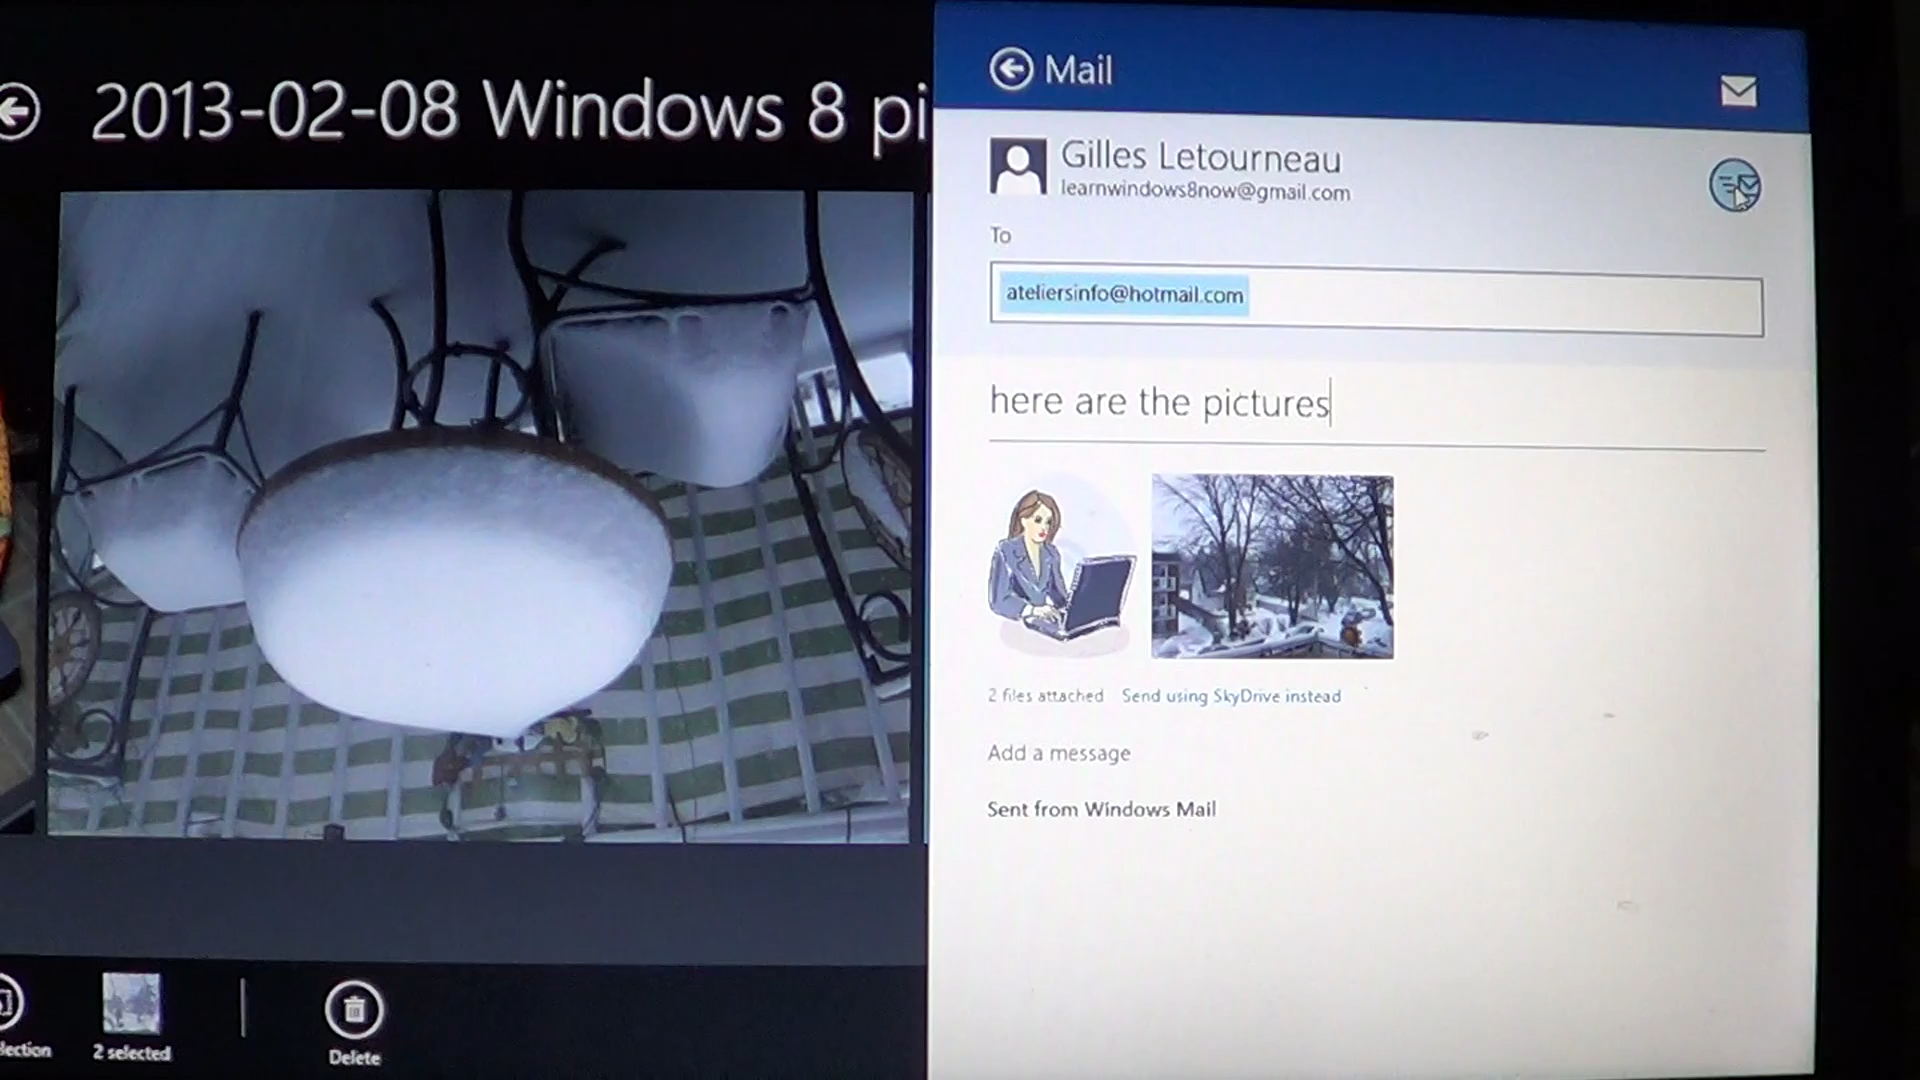 2013-02-08 Windows 8 pi
Mail
Gilles Letourneau
learnwindows8now@gmail.com
To
ateliersinfo@hotmail.com
here are the pictures
2 files attached Send using SkyDrive instead
Add a message
Sent from Windows Mail
lection
2 selected
Delete